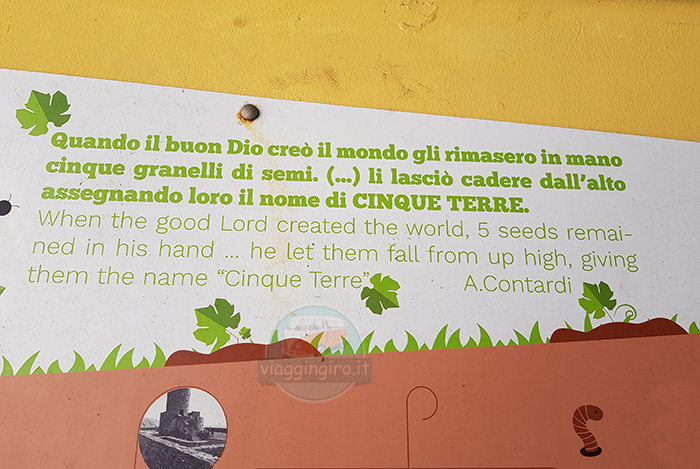 Quando il buon Dio creò il mondo gli rimasero in mano
cinque granelli di semi. (...) li lasciò cadere dall'alto
assegnando loro il nome di CINQUE TERRE.
When the good Lord created the world, 5 seeds remai-
ned in his hand ... he let them fall from up high, giving
them the name "Cinque Terre" A.Contardi
viaggingiro.it